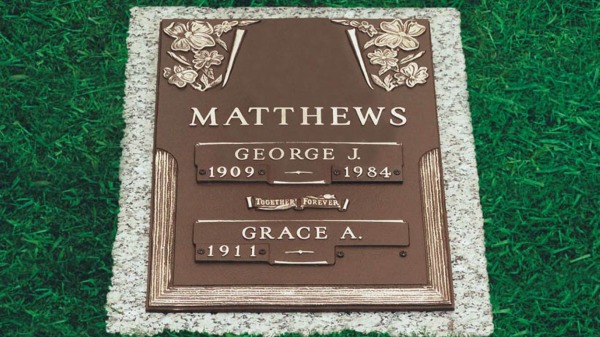 MATTHEWS
GEORGE J.
1909 1984
TOGETHER FOREVER
GRACE A.
1911